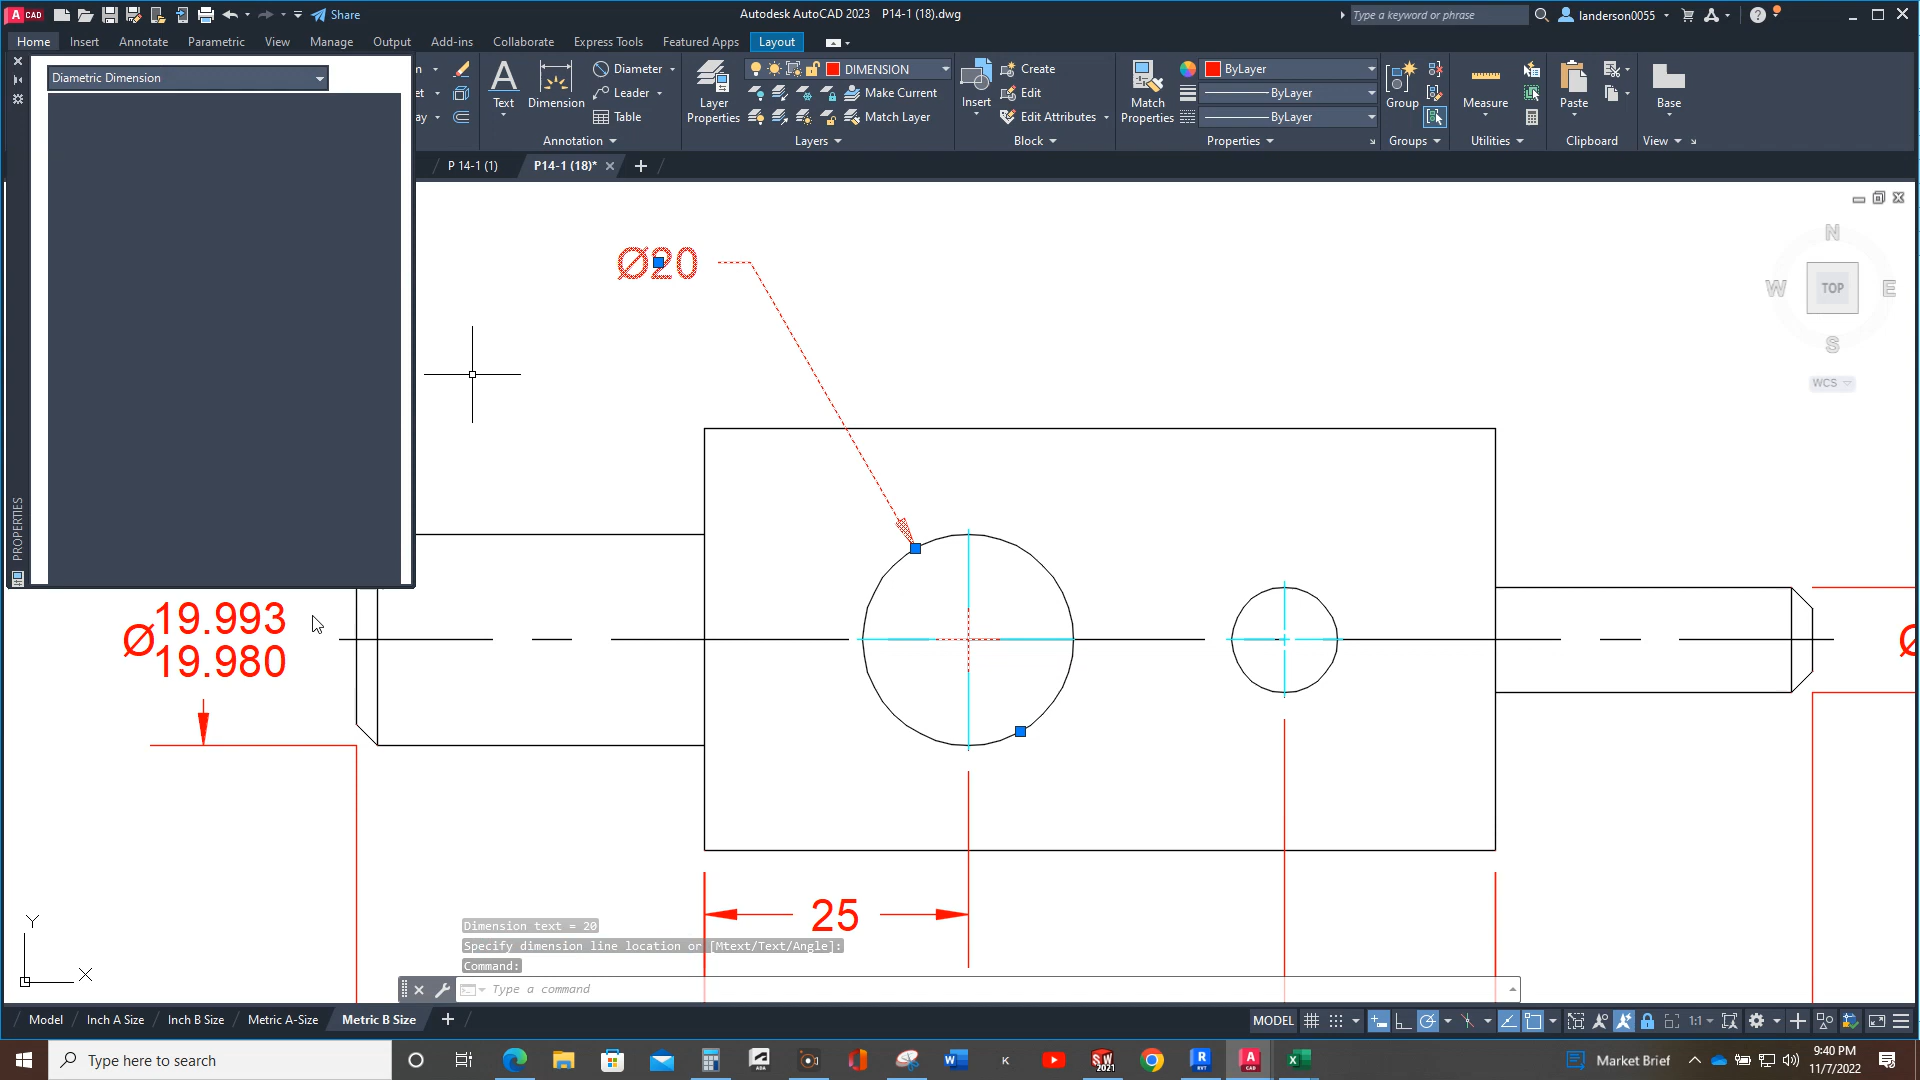 A CAD Share Autodesk AutoCAD 2023 P14-1 (18).dwg Type a keyword or phrase landerson0055
Home Insert Annotate Parametric View Manage Output Add-ins Collaborate Express Tools Featured Apps Layout
Diametric Dimension
Text
Dimension
Diameter
Leader
Table
Annotation
Layer
Properties
DIMENSION
Make Current
Match Layer
Layers
Insert
Create
Edit
Edit Attributes
Block
Match
Properties
ByLayer
ByLayer
ByLayer
Properties
Group
Groups
Measure
Utilities
Paste
Clipboard
Base
View
ay
P 14-1 (1) P14-1 (18)*
PROPERTIES
N
W TOP E
S
WCS
Ø20
Ø
19.993
19.980
Ø
25
Dimension text = 20
Specify dimension line location or [Mtext/Text/Angle]:
Command:
Type a command
Y
X
Model Inch A Size Inch B Size Metric A-Size Metric B Size MODEL 1:1
Type here to search Market Brief 9:40 PM
11/7/2022